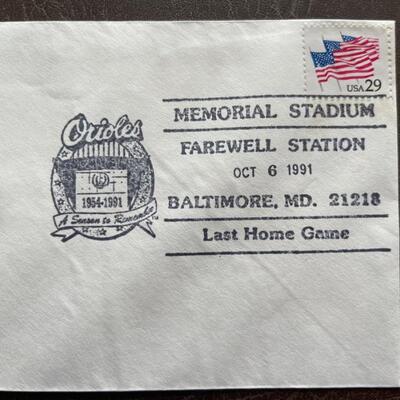 USA 29
MEMORIAL STADIUM
FAREWELL STATION
OCT 6 1991
BALTIMORE, MD. 21218
Last Home Game
Orioles
1954-1991
A Season to Remember